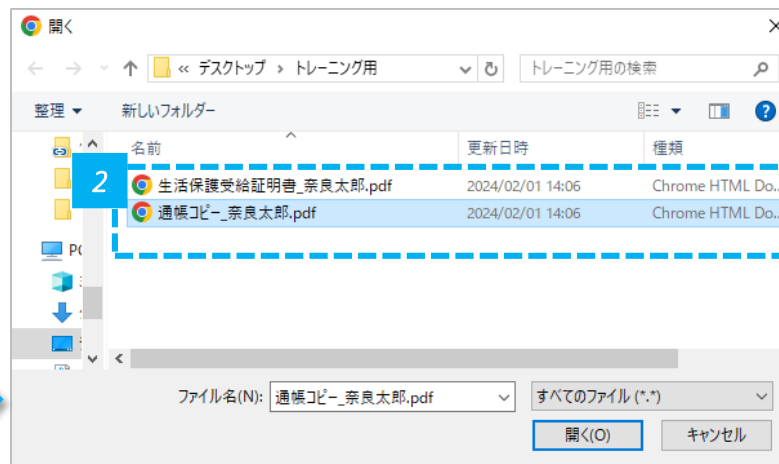 開く
« デスクトップ › トレーニング用
トレーニング用の検索
整理
新しいフォルダー
名前
更新日時
種類
2
生活保護受給証明書_奈良太郎.pdf
2024/02/01 14:06
Chrome HTML Do..
通帳コピー_奈良太郎.pdf
2024/02/01 14:06
Chrome HTML Do..
ファイル名(N):
通帳コピー_奈良太郎.pdf
すべてのファイル (*.*)
開く(O)
キャンセル